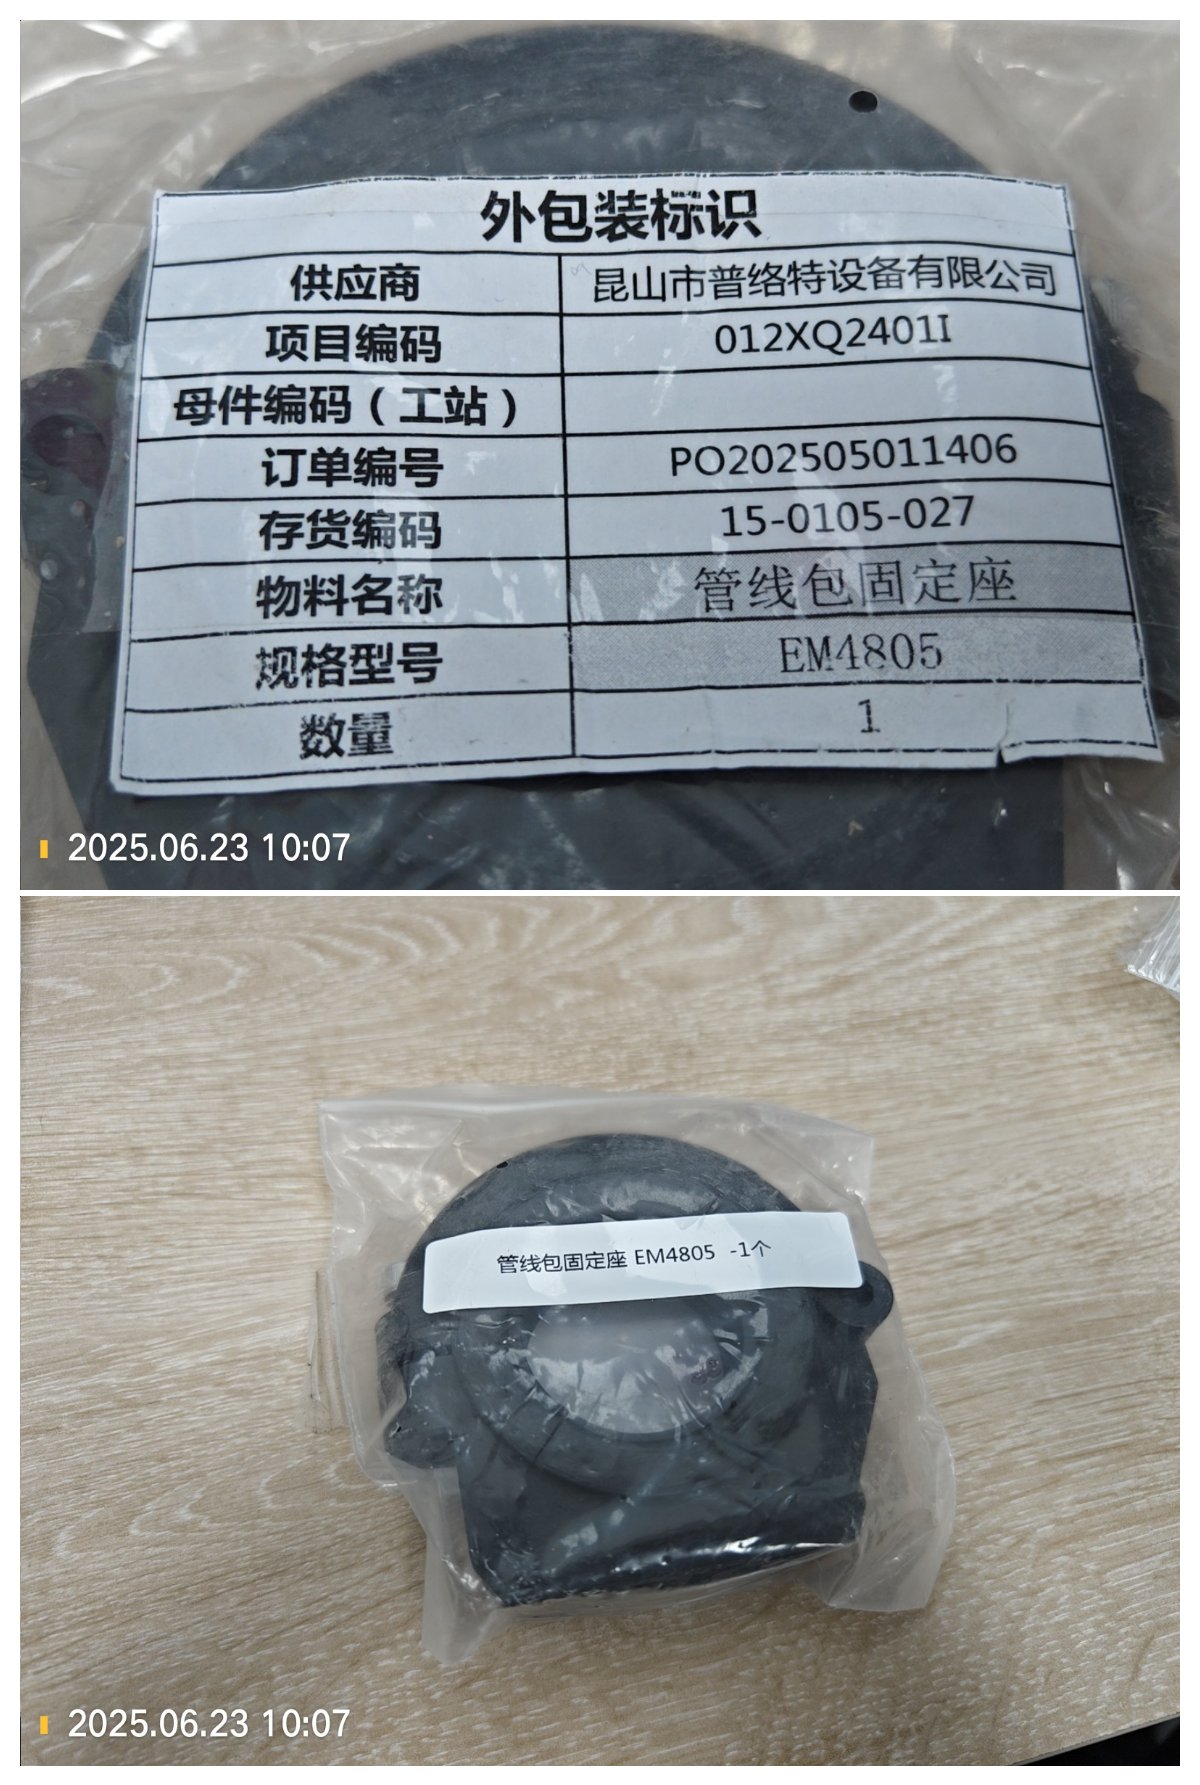 外包装标识
供应商 昆山市普络特设备有限公司
项目编码 012XQ2401I
母件编码（工站）
订单编号 PO202505011406
存货编码 15-0105-027
物料名称 管线包固定座
规格型号 EM4805
数量 1
2025.06.23 10:07
管线包固定座 EM4805 -1个
2025.06.23 10:07